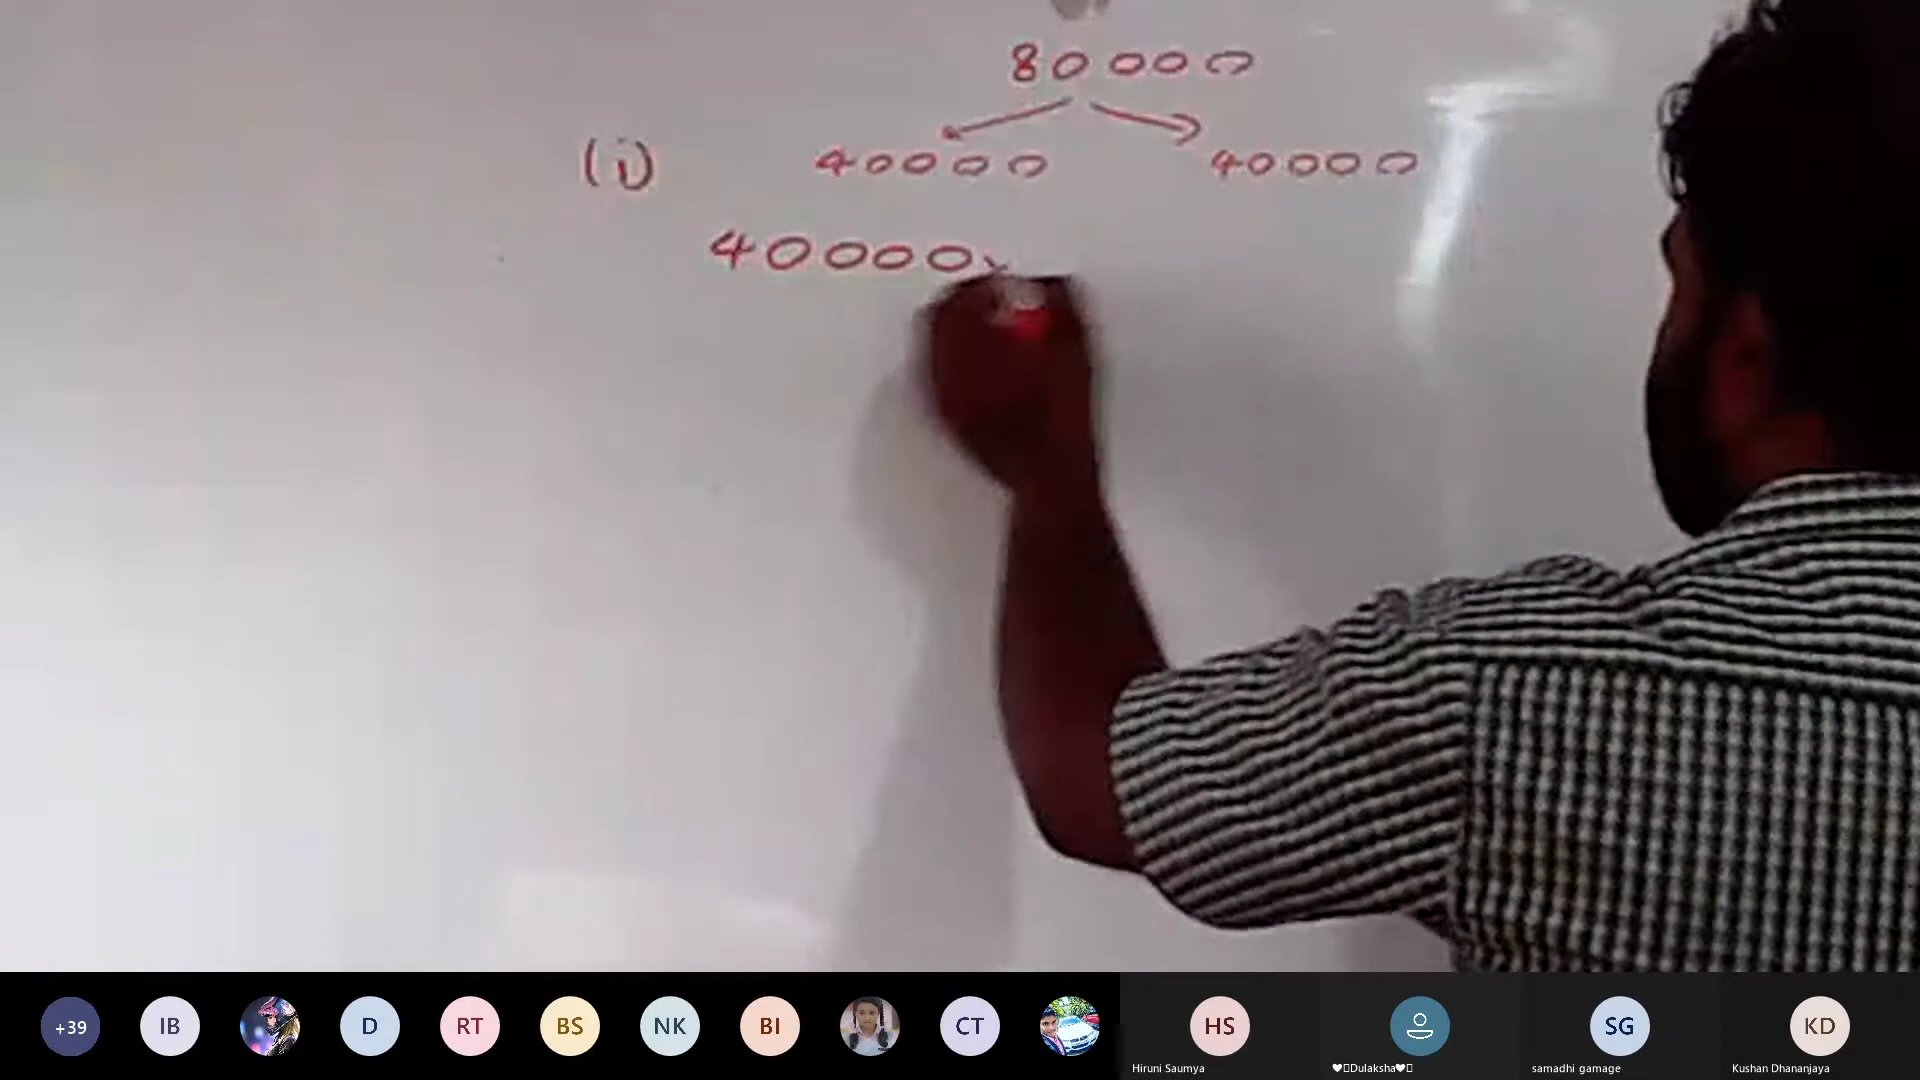 80000
(i) 40000 40000
40000x
+39 IB D RT BS NK BI CT HS SG KD
Hiruni Saumya ♥Dulaksha♥ samadhi gamage Kushan Dhananjaya